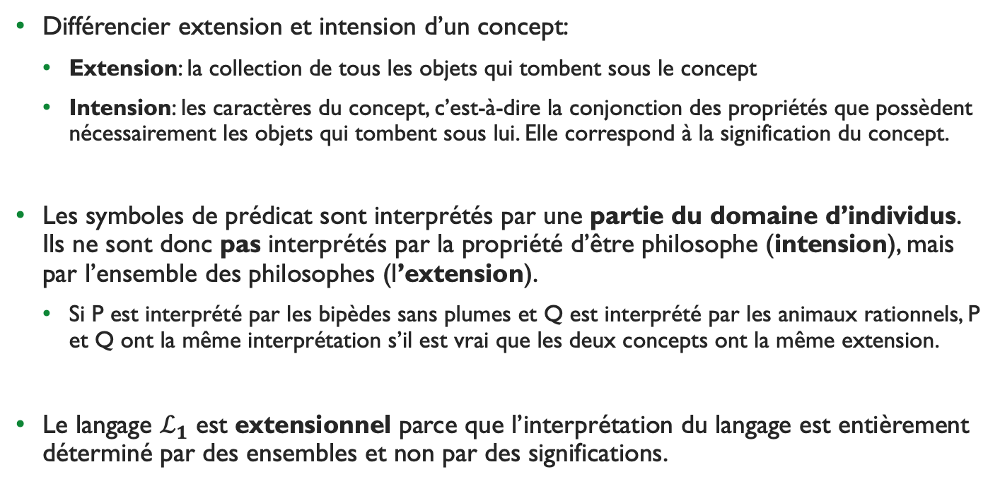 • Différencier extension et intension d’un concept:
• Extension: la collection de tous les objets qui tombent sous le concept
• Intension: les caractères du concept, c’est-à-dire la conjonction des propriétés que possèdent
nécessairement les objets qui tombent sous lui. Elle correspond à la signification du concept.
• Les symboles de prédicat sont interprétés par une partie du domaine d’individus.
Ils ne sont donc pas interprétés par la propriété d’être philosophe (intension), mais
par l’ensemble des philosophes (l’extension).
• Si P est interprété par les bipèdes sans plumes et Q est interprété par les animaux rationnels, P
et Q ont la même interprétation s’il est vrai que les deux concepts ont la même extension.
• Le langage ℒ₁ est extensionnel parce que l’interprétation du langage est entièrement
déterminé par des ensembles et non par des significations.